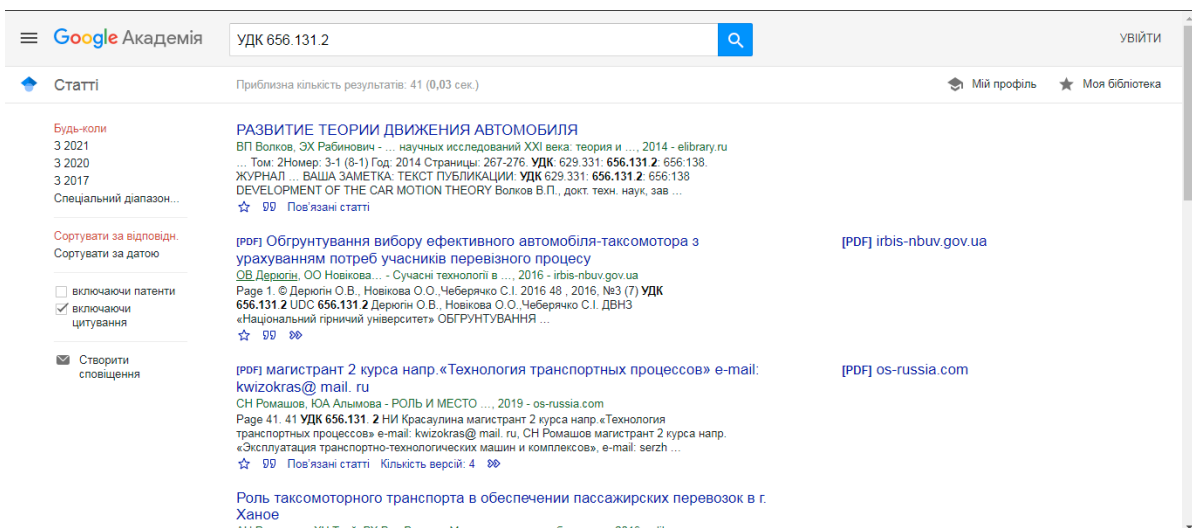 Google Академія
УДК 656.131.2
УВІЙТИ
Статті
Приблизна кількість результатів: 41 (0,03 сек.)
Мій профіль
Моя бібліотека
Будь-коли
З 2021
З 2020
З 2017
Спеціальний діапазон...
Сортувати за відповідн.
Сортувати за датою
включаючи патенти
включаючи
цитування
Створити
сповіщення
РАЗВИТИЕ ТЕОРИИ ДВИЖЕНИЯ АВТОМОБИЛЯ
ВП Волков, ЭХ Рабинович - … научных исследований XXI века: теория и …, 2014 - elibrary.ru
… Том: 2Номер: 3-1 (8-1) Год: 2014 Страницы: 267-276. УДК: 629.331: 656.131.2: 656:138.
ЖУРНАЛ … ВАША ЗАМЕТКА: ТЕКСТ ПУБЛИКАЦИИ: УДК 629.331: 656.131.2: 656:138
DEVELOPMENT OF THE CAR MOTION THEORY Волков В.П., докт. техн. наук, зав …
Пов'язані статті
[PDF] Обгрунтування вибору ефективного автомобіля-таксомотора з
урахуванням потреб учасників перевізного процесу
ОВ Дерюгін, ОО Новікова… - Сучасні технології в …, 2016 - irbis-nbuv.gov.ua
Page 1. © Дерюгін О.В., Новікова О.О.,Чеберячко С.І. 2016 48 , 2016, №3 (7) УДК
656.131.2 UDC 656.131.2 Дерюгін О.В., Новікова О.О.,Чеберячко С.І. ДВНЗ
«Національний гірничий університет» ОБГРУНТУВАННЯ …
[PDF] irbis-nbuv.gov.ua
[PDF] магистрант 2 курса напр.«Технология транспортных процессов» e-mail:
kwizokras@ mail. ru
СН Ромашов, ЮА Алымова - РОЛЬ И МЕСТО …, 2019 - os-russia.com
Page 41. 41 УДК 656.131. 2 НИ Красаулина магистрант 2 курса напр.«Технология
транспортных процессов» e-mail: kwizokras@ mail. ru, СН Ромашов магистрант 2 курса напр.
«Эксплуатация транспортно-технологических машин и комплексов», e-mail: serzh …
Пов'язані статті Кількість версій: 4
[PDF] os-russia.com
Роль таксомоторного транспорта в обеспечении пассажирских перевозок в г.
Ханое